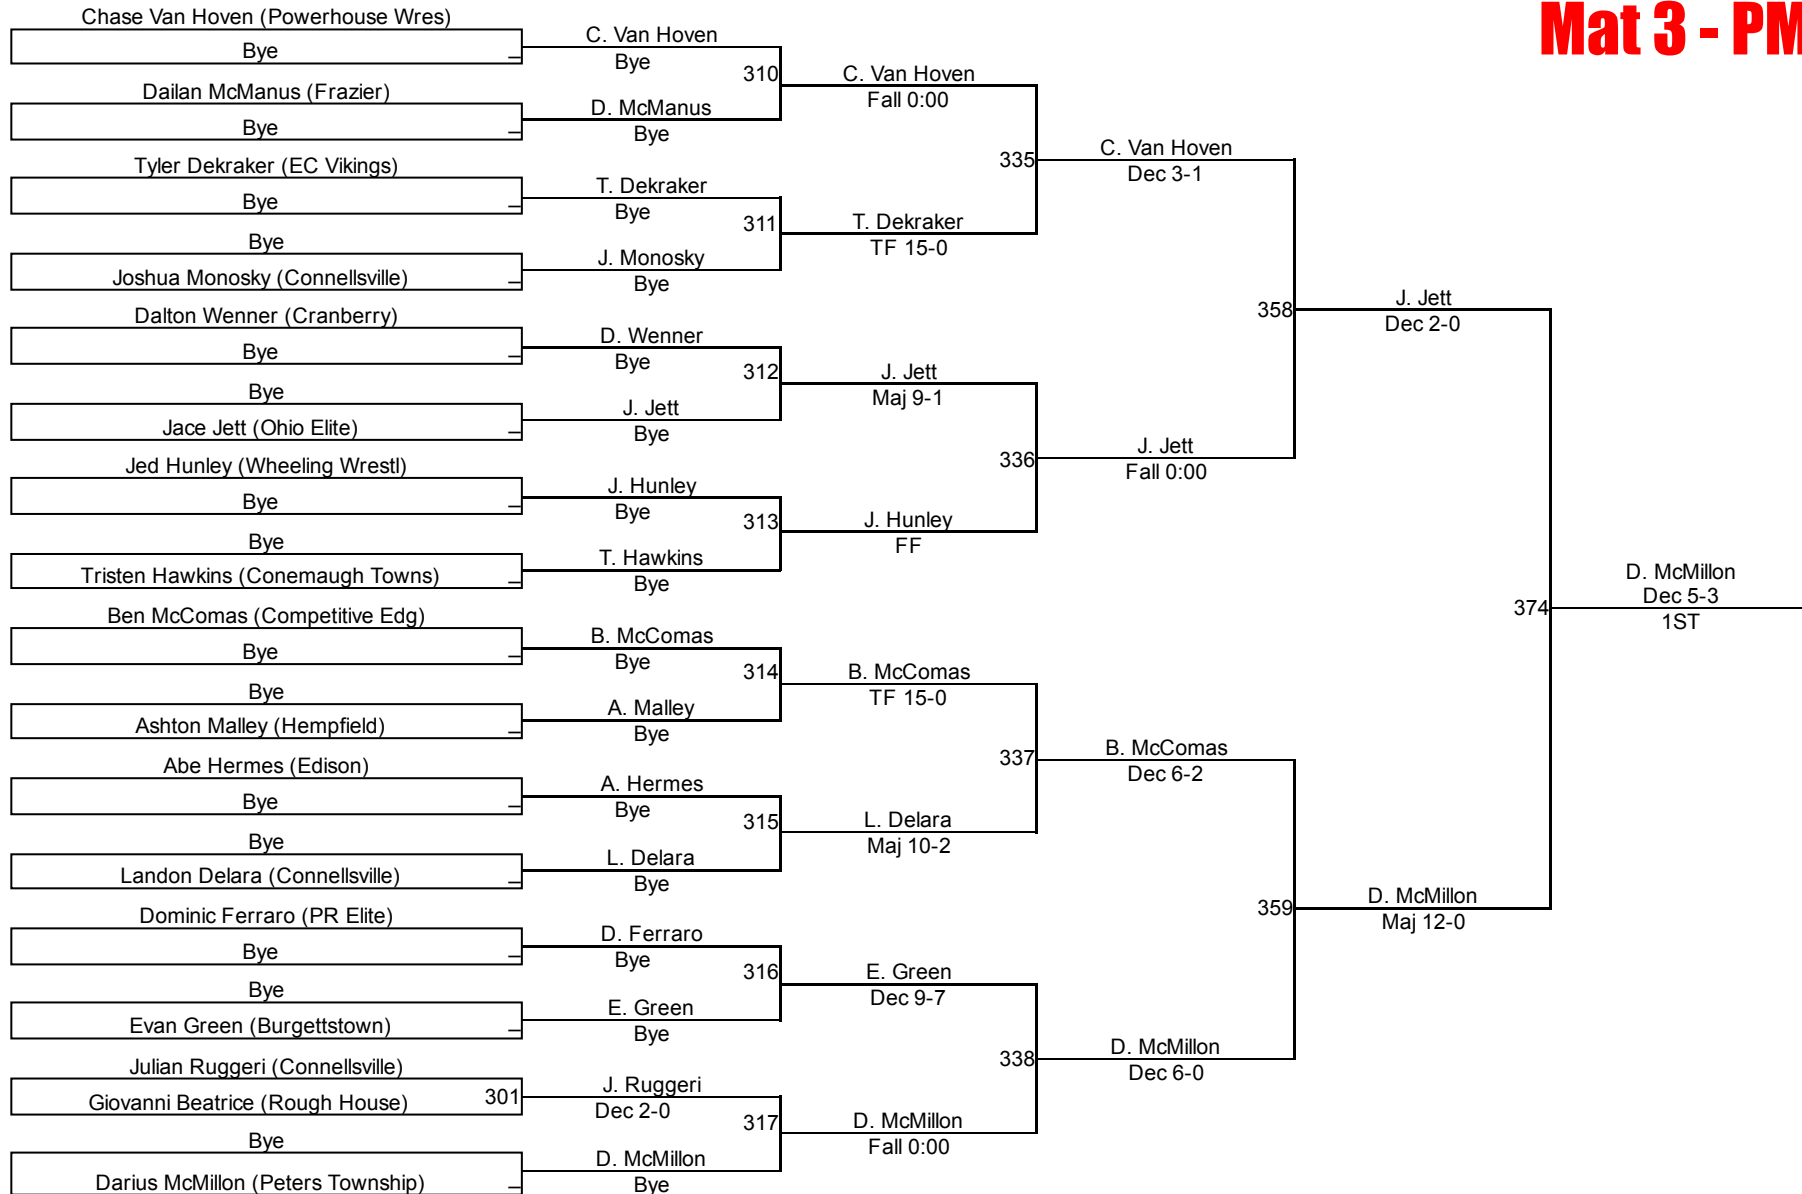 Mat 3 - PM
Chase Van Hoven (Powerhouse Wres)
Bye
Dailan McManus (Frazier)
Bye
Tyler Dekraker (EC Vikings)
Bye
Bye
Joshua Monosky (Connellsville)
Dalton Wenner (Cranberry)
Bye
Bye
Jace Jett (Ohio Elite)
Jed Hunley (Wheeling Wrestl)
Bye
Bye
Tristen Hawkins (Conemaugh Towns)
Ben McComas (Competitive Edg)
Bye
Bye
Ashton Malley (Hempfield)
Abe Hermes (Edison)
Bye
Bye
Landon Delara (Connellsville)
Dominic Ferraro (PR Elite)
Bye
Bye
Evan Green (Burgettstown)
Julian Ruggeri (Connellsville)
Giovanni Beatrice (Rough House)
301
Bye
Darius McMillon (Peters Township)
C. Van Hoven
Bye
310
D. McManus
Bye
T. Dekraker
Bye
311
J. Monosky
Bye
D. Wenner
Bye
312
J. Jett
Bye
J. Hunley
Bye
313
T. Hawkins
Bye
B. McComas
Bye
314
A. Malley
Bye
A. Hermes
Bye
315
L. Delara
Bye
D. Ferraro
Bye
316
E. Green
Bye
J. Ruggeri
Dec 2-0
317
D. McMillon
Bye
C. Van Hoven
Fall 0:00
335
T. Dekraker
TF 15-0
J. Jett
Maj 9-1
336
J. Hunley
FF
B. McComas
TF 15-0
337
L. Delara
Maj 10-2
E. Green
Dec 9-7
338
D. McMillon
Fall 0:00
C. Van Hoven
Dec 3-1
358
J. Jett
Fall 0:00
B. McComas
Dec 6-2
359
D. McMillon
Dec 6-0
J. Jett
Dec 2-0
374
D. McMillon
Maj 12-0
D. McMillon
Dec 5-3
1ST